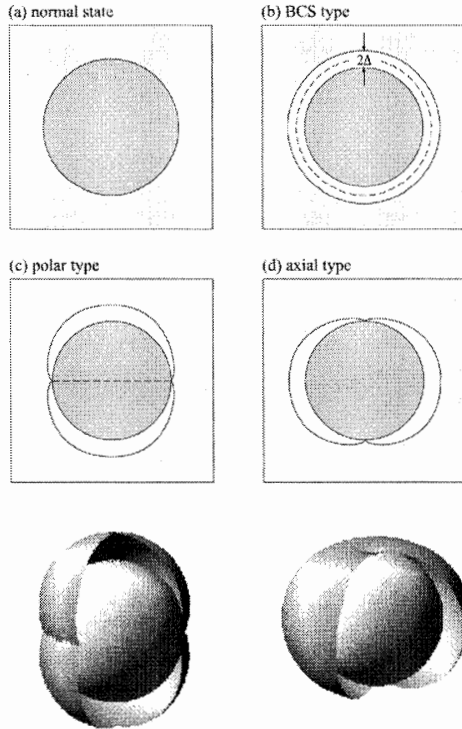 (a) normal state
(b) BCS type
2Δ
(c) polar type
(d) axial type